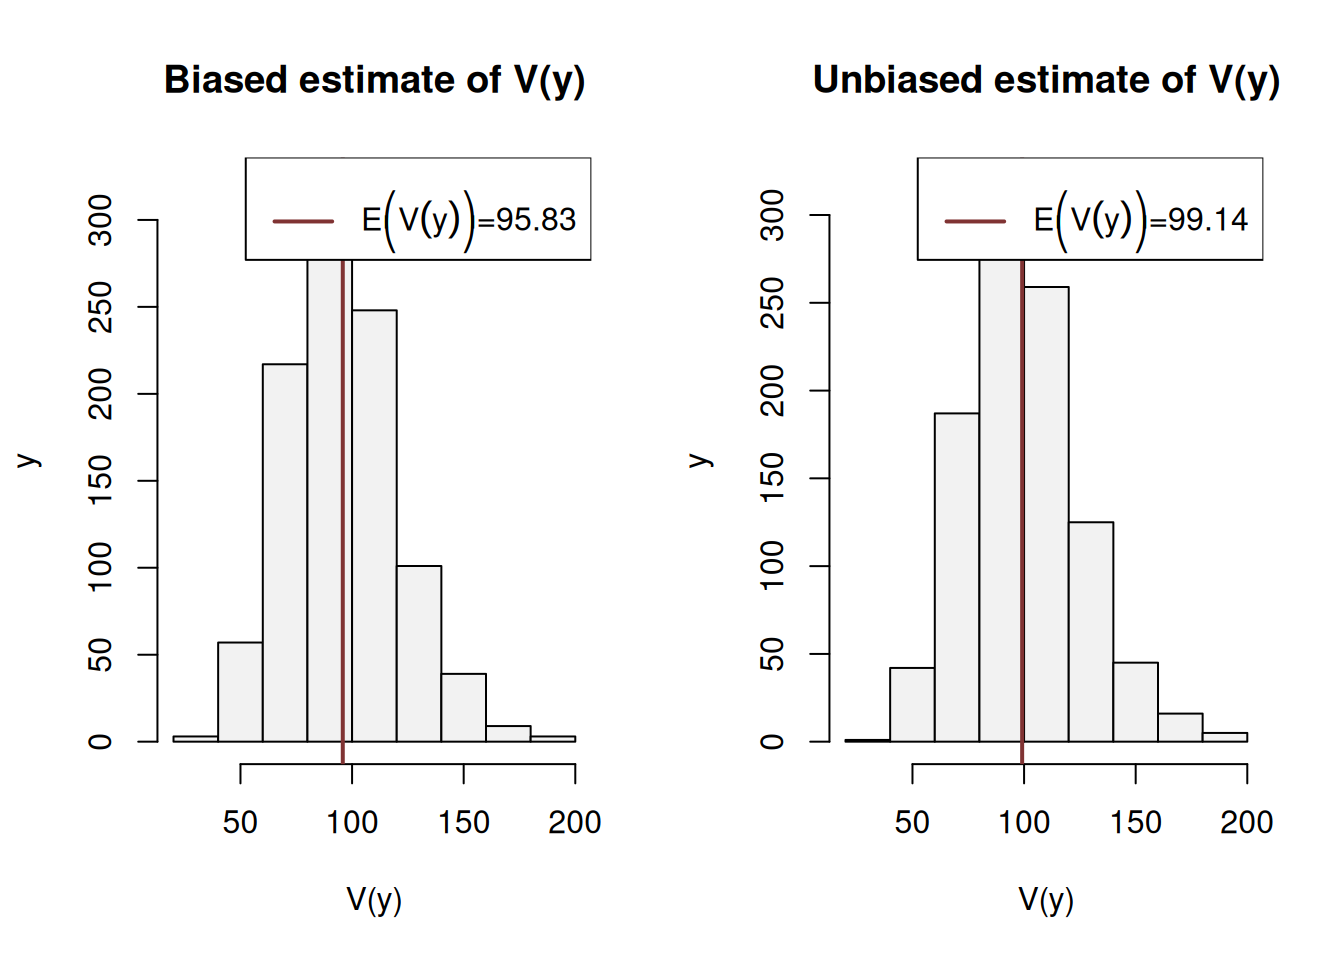 Biased estimate of V(y)
E(V(y))=95.83
y
0 50 100 150 200 250 300
50 100 150 200
V(y)
Unbiased estimate of V(y)
E(V(y))=99.14
y
0 50 100 150 200 250 300
50 100 150 200
V(y)